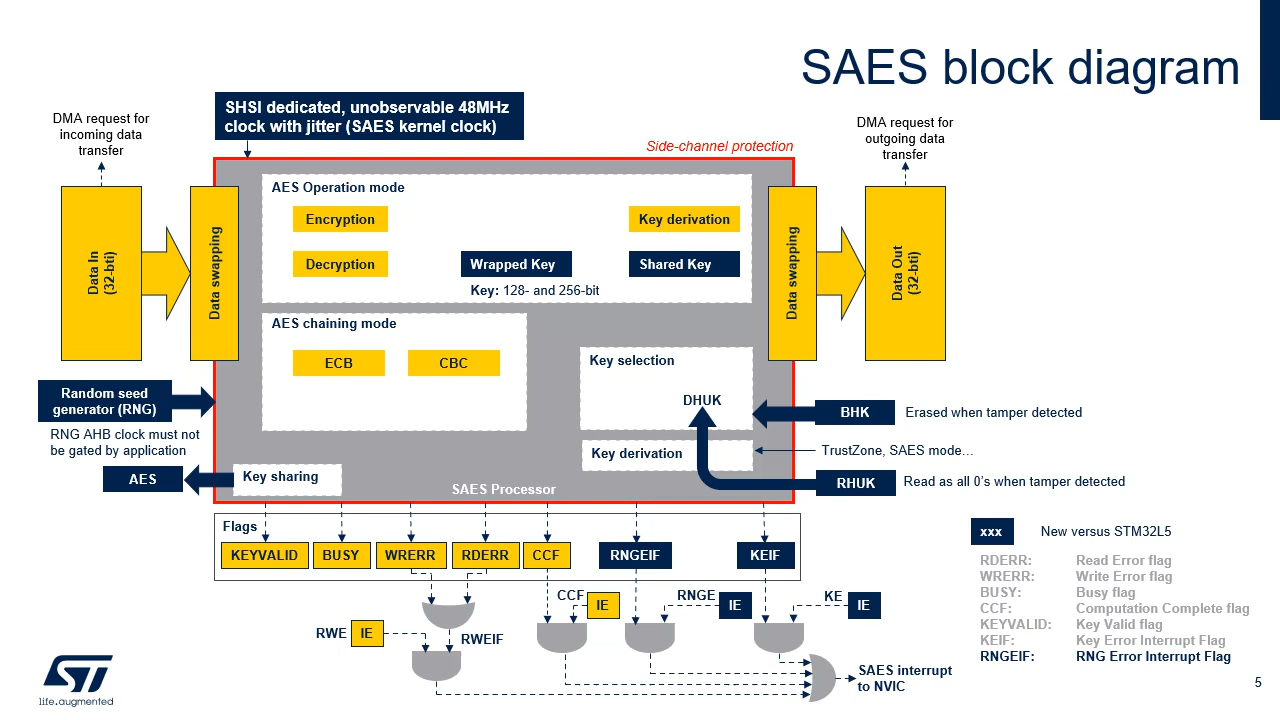 SAES block diagram
SHSI dedicated, unobservable 48MHz
clock with jitter (SAES kernel clock)
DMA request for
incoming data
transfer
DMA request for
outgoing data
transfer
Side-channel protection
Data In
(32-bti)
Data swapping
AES Operation mode
Encryption
Key derivation
Decryption
Wrapped Key
Shared Key
Key: 128- and 256-bit
Data swapping
Data Out
(32-bti)
AES chaining mode
ECB
CBC
Key selection
DHUK
Random seed
generator (RNG)
RNG AHB clock must not
be gated by application
BHK
Erased when tamper detected
Key derivation
TrustZone, SAES mode…
AES
Key sharing
SAES Processor
RHUK
Read as all 0’s when tamper detected
Flags
KEYVALID
BUSY
WRERR
RDERR
CCF
RNGEIF
KEIF
CCF
IE
RNGE
IE
KE
IE
RWE
IE
RWEIF
SAES interrupt
to NVIC
xxx
New versus STM32L5
RDERR: Read Error flag
WRERR: Write Error flag
BUSY: Busy flag
CCF: Computation Complete flag
KEYVALID: Key Valid flag
KEIF: Key Error Interrupt Flag
RNGEIF: RNG Error Interrupt Flag
ST
life.augmented
5